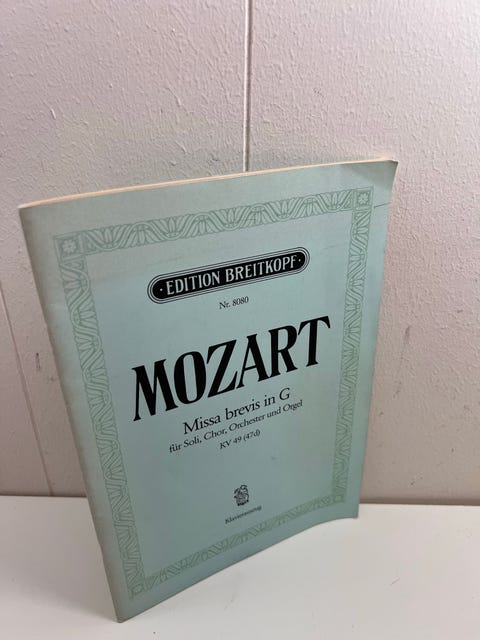 · EDITION BREITKOPF ·
Nr. 8080
MOZART
Missa brevis in G
für Soli, Chor, Orchester und Orgel
KV 49 (47d)
Klavierauszug